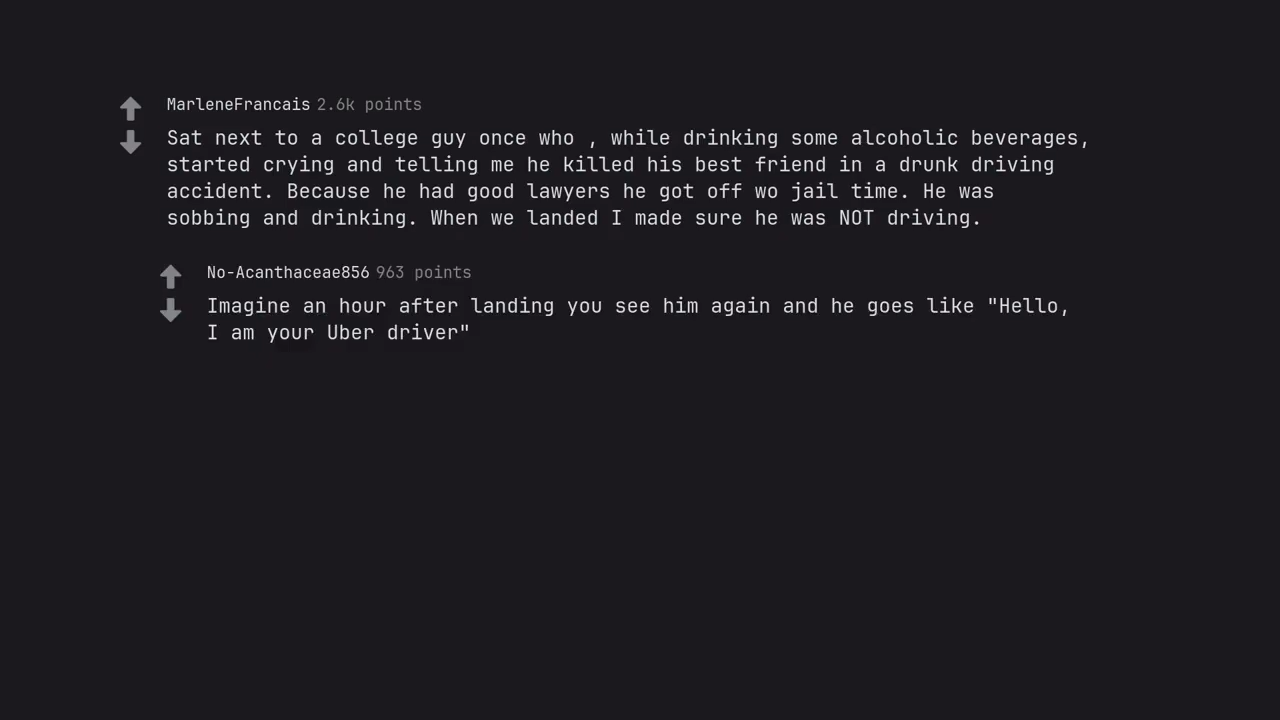 MarleneFrancais 2.6k points
Sat next to a college guy once who , while drinking some alcoholic beverages,
started crying and telling me he killed his best friend in a drunk driving
accident. Because he had good lawyers he got off wo jail time. He was
sobbing and drinking. When we landed I made sure he was NOT driving.
No-Acanthaceae856 963 points
Imagine an hour after landing you see him again and he goes like "Hello,
I am your Uber driver"